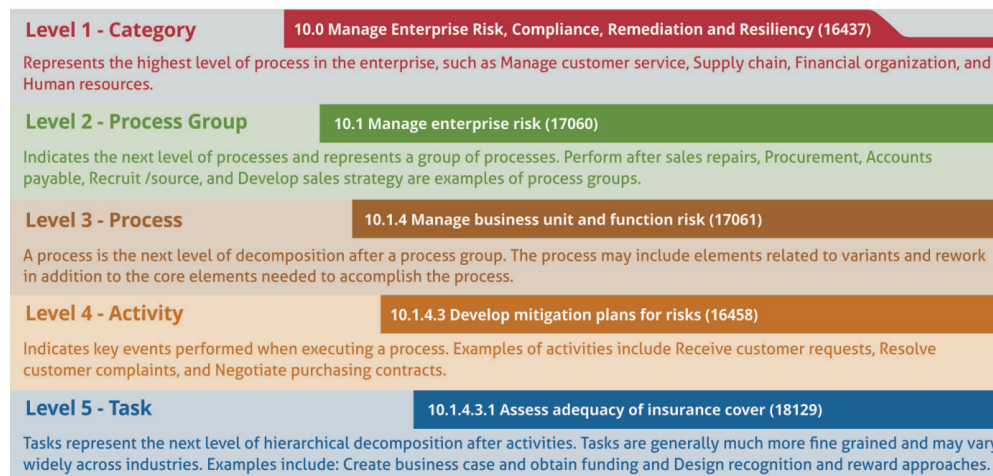 Level 1 - Category
10.0 Manage Enterprise Risk, Compliance, Remediation and Resiliency (16437)
Represents the highest level of process in the enterprise, such as Manage customer service, Supply chain, Financial organization, and
Human resources.
Level 2 - Process Group
10.1 Manage enterprise risk (17060)
Indicates the next level of processes and represents a group of processes. Perform after sales repairs, Procurement, Accounts
payable, Recruit /source, and Develop sales strategy are examples of process groups.
Level 3 - Process
10.1.4 Manage business unit and function risk (17061)
A process is the next level of decomposition after a process group. The process may include elements related to variants and rework
in addition to the core elements needed to accomplish the process.
Level 4 - Activity
10.1.4.3 Develop mitigation plans for risks (16458)
Indicates key events performed when executing a process. Examples of activities include Receive customer requests, Resolve
customer complaints, and Negotiate purchasing contracts.
Level 5 - Task
10.1.4.3.1 Assess adequacy of insurance cover (18129)
Tasks represent the next level of hierarchical decomposition after activities. Tasks are generally much more fine grained and may vary
widely across industries. Examples include: Create business case and obtain funding and Design recognition and reward approaches.